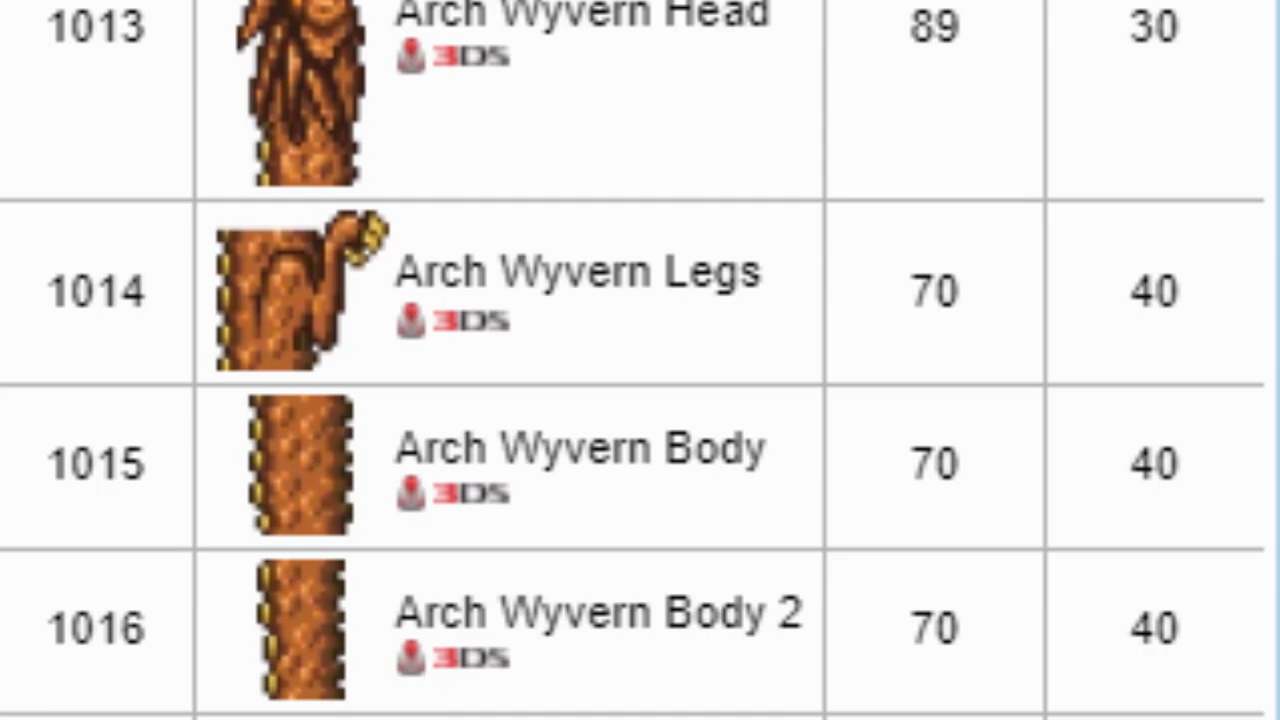 1013 Arch Wyvern Head 89 30
3DS
1014 Arch Wyvern Legs 70 40
3DS
1015 Arch Wyvern Body 70 40
3DS
1016 Arch Wyvern Body 2 70 40
3DS